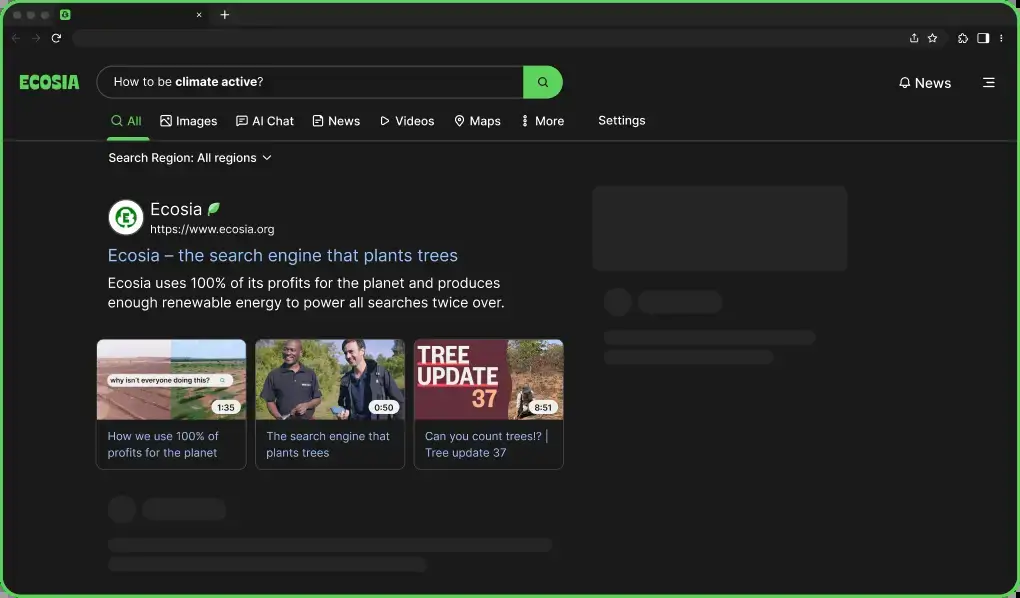 ECOSIA
How to be climate active?
News
All
Images
AI Chat
News
Videos
Maps
More
Settings
Search Region: All regions
Ecosia
https://www.ecosia.org
Ecosia – the search engine that plants trees
Ecosia uses 100% of its profits for the planet and produces
enough renewable energy to power all searches twice over.
why isn't everyone doing this?
1:35
How we use 100% of
profits for the planet
0:50
The search engine that
plants trees
TREE
UPDATE
37
8:51
Can you count trees!? |
Tree update 37